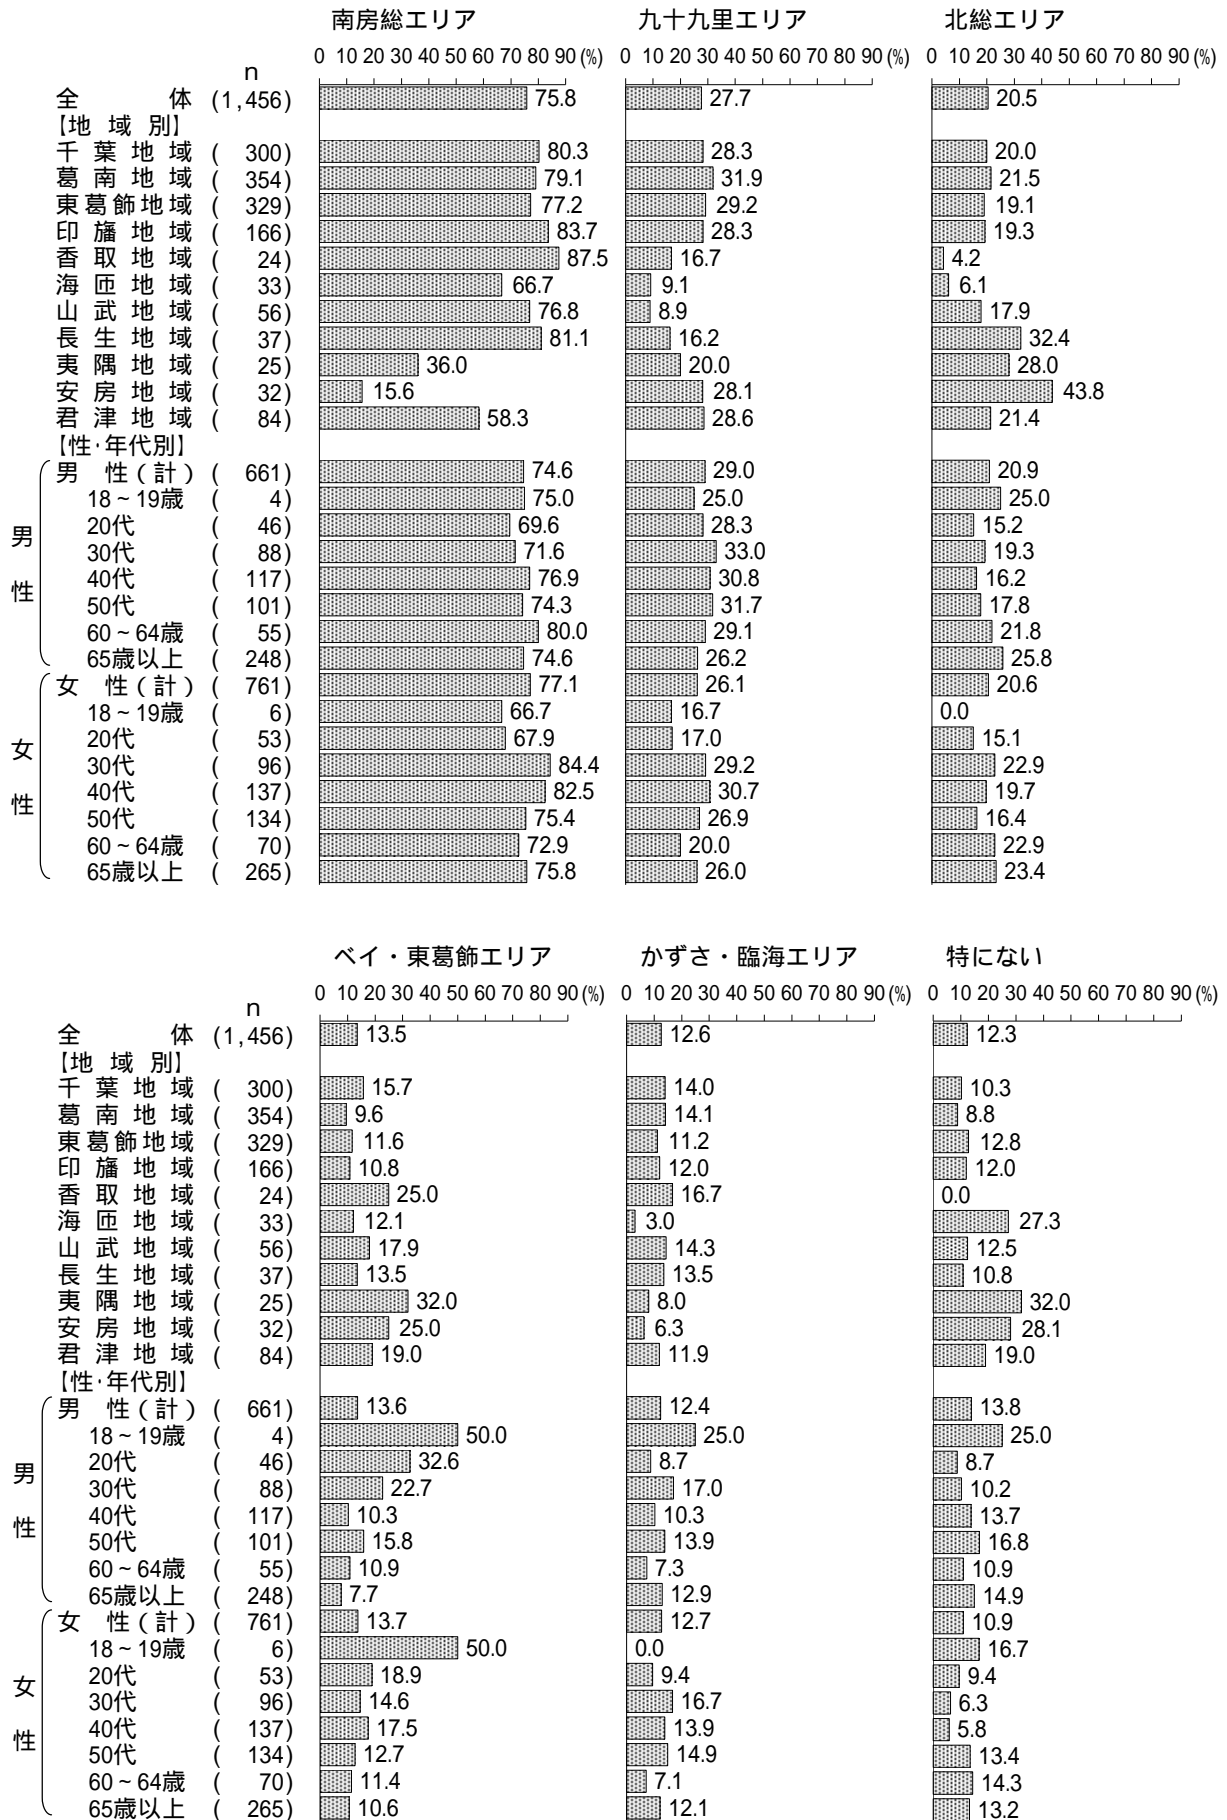 南房総エリア 九十九里エリア 北総エリア
0 10 20 30 40 50 60 70 80 90 (%) 0 10 20 30 40 50 60 70 80 90 (%) 0 10 20 30 40 50 60 70 80 90 (%)
n
全体 (1,456) 75.8 27.7 20.5
【地域別】
千葉地域 ( 300) 80.3 28.3 20.0
葛南地域 ( 354) 79.1 31.9 21.5
東葛飾地域 ( 329) 77.2 29.2 19.1
印旛地域 ( 166) 83.7 28.3 19.3
香取地域 ( 24) 87.5 16.7 4.2
海匝地域 ( 33) 66.7 9.1 6.1
山武地域 ( 56) 76.8 8.9 17.9
長生地域 ( 37) 81.1 16.2 32.4
夷隅地域 ( 25) 36.0 20.0 28.0
安房地域 ( 32) 15.6 28.1 43.8
君津地域 ( 84) 58.3 28.6 21.4
【性・年代別】
男性(計) ( 661) 74.6 29.0 20.9
18~19歳 ( 4) 75.0 25.0 25.0
20代 ( 46) 69.6 28.3 15.2
男性
30代 ( 88) 71.6 33.0 19.3
40代 ( 117) 76.9 30.8 16.2
50代 ( 101) 74.3 31.7 17.8
60~64歳 ( 55) 80.0 29.1 21.8
65歳以上 ( 248) 74.6 26.2 25.8
女性(計) ( 761) 77.1 26.1 20.6
18~19歳 ( 6) 66.7 16.7 0.0
20代 ( 53) 67.9 17.0 15.1
女性
30代 ( 96) 84.4 29.2 22.9
40代 ( 137) 82.5 30.7 19.7
50代 ( 134) 75.4 26.9 16.4
60~64歳 ( 70) 72.9 20.0 22.9
65歳以上 ( 265) 75.8 26.0 23.4
ベイ・東葛飾エリア かずさ・臨海エリア 特にない
0 10 20 30 40 50 60 70 80 90 (%) 0 10 20 30 40 50 60 70 80 90 (%) 0 10 20 30 40 50 60 70 80 90 (%)
n
全体 (1,456) 13.5 12.6 12.3
【地域別】
千葉地域 ( 300) 15.7 14.0 10.3
葛南地域 ( 354) 9.6 14.1 8.8
東葛飾地域 ( 329) 11.6 11.2 12.8
印旛地域 ( 166) 10.8 12.0 12.0
香取地域 ( 24) 25.0 16.7 0.0
海匝地域 ( 33) 12.1 3.0 27.3
山武地域 ( 56) 17.9 14.3 12.5
長生地域 ( 37) 13.5 13.5 10.8
夷隅地域 ( 25) 32.0 8.0 32.0
安房地域 ( 32) 25.0 6.3 28.1
君津地域 ( 84) 19.0 11.9 19.0
【性・年代別】
男性(計) ( 661) 13.6 12.4 13.8
18~19歳 ( 4) 50.0 25.0 25.0
20代 ( 46) 32.6 8.7 8.7
男性
30代 ( 88) 22.7 17.0 10.2
40代 ( 117) 10.3 10.3 13.7
50代 ( 101) 15.8 13.9 16.8
60~64歳 ( 55) 10.9 7.3 10.9
65歳以上 ( 248) 7.7 12.9 14.9
女性(計) ( 761) 13.7 12.7 10.9
18~19歳 ( 6) 50.0 0.0 16.7
20代 ( 53) 18.9 9.4 9.4
女性
30代 ( 96) 14.6 16.7 6.3
40代 ( 137) 17.5 13.9 5.8
50代 ( 134) 12.7 14.9 13.4
60~64歳 ( 70) 11.4 7.1 14.3
65歳以上 ( 265) 10.6 12.1 13.2